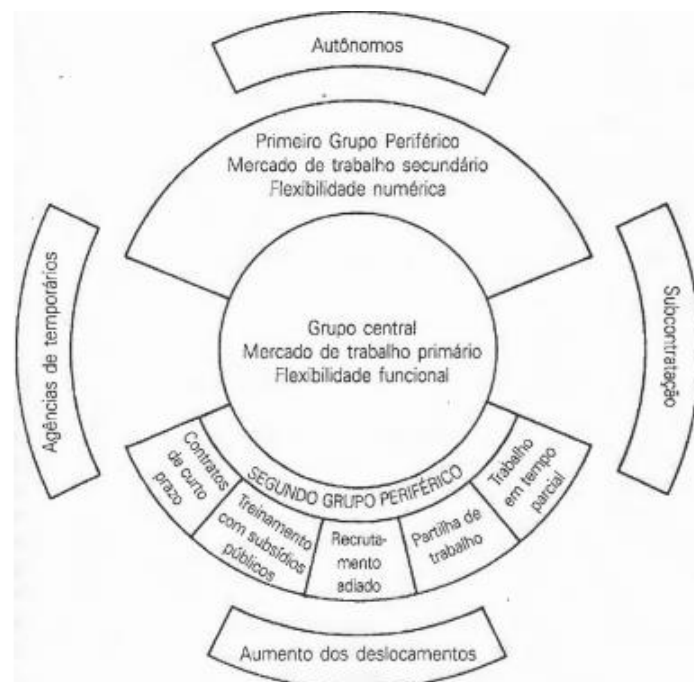 Autônomos
Primeiro Grupo Periférico
Mercado de trabalho secundário
Flexibilidade numérica
Agências de temporários
Subcontratação
Grupo central
Mercado de trabalho primário
Flexibilidade funcional
SEGUNDO GRUPO PERIFÉRICO
Contratos
de curto
prazo
Treinamento
com subsídios
públicos
Recruta-
mento
adiado
Partilha de
trabalho
Trabalho
em tempo
parcial
Aumento dos deslocamentos